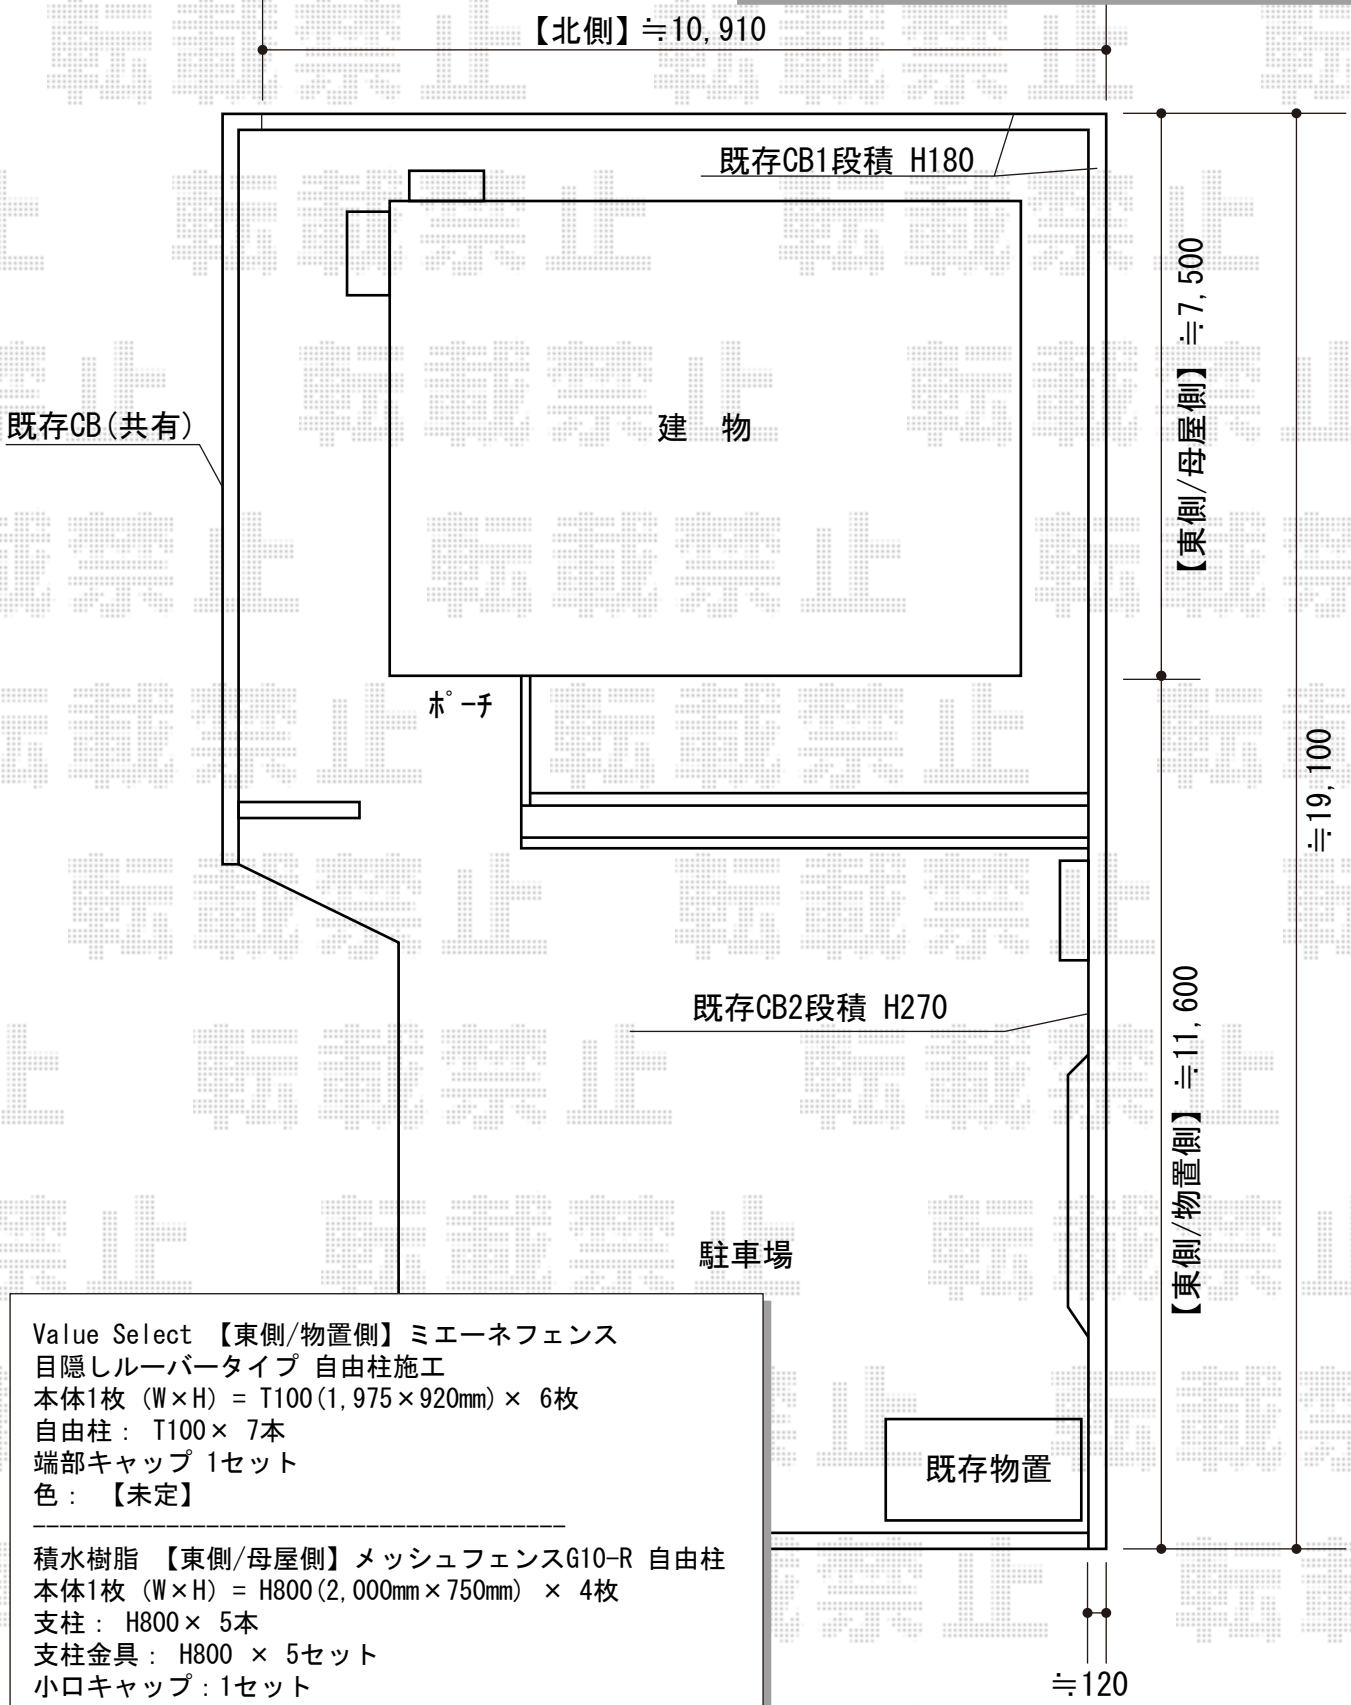 【北側】≒10,910
既存CB1段積 H180
既存CB(共有)
建 物
【東側/母屋側】≒7,500
ポーチ
≒19,100
既存CB2段積 H270
【東側/物置側】≒11,600
駐車場
既存物置
≒120
Value Select 【東側/物置側】ミエーネフェンス
目隠しルーバータイプ 自由柱施工
本体1枚 (W×H) = T100(1,975×920mm)× 6枚
自由柱： T100× 7本
端部キャップ 1セット
色： 【未定】
----------------------------------------
積水樹脂 【東側/母屋側】メッシュフェンスG10-R 自由柱
本体1枚 (W×H) = H800(2,000mm×750mm) × 4枚
支柱： H800× 5本
支柱金具： H800 × 5セット
小口キャップ：1セット
転載禁止